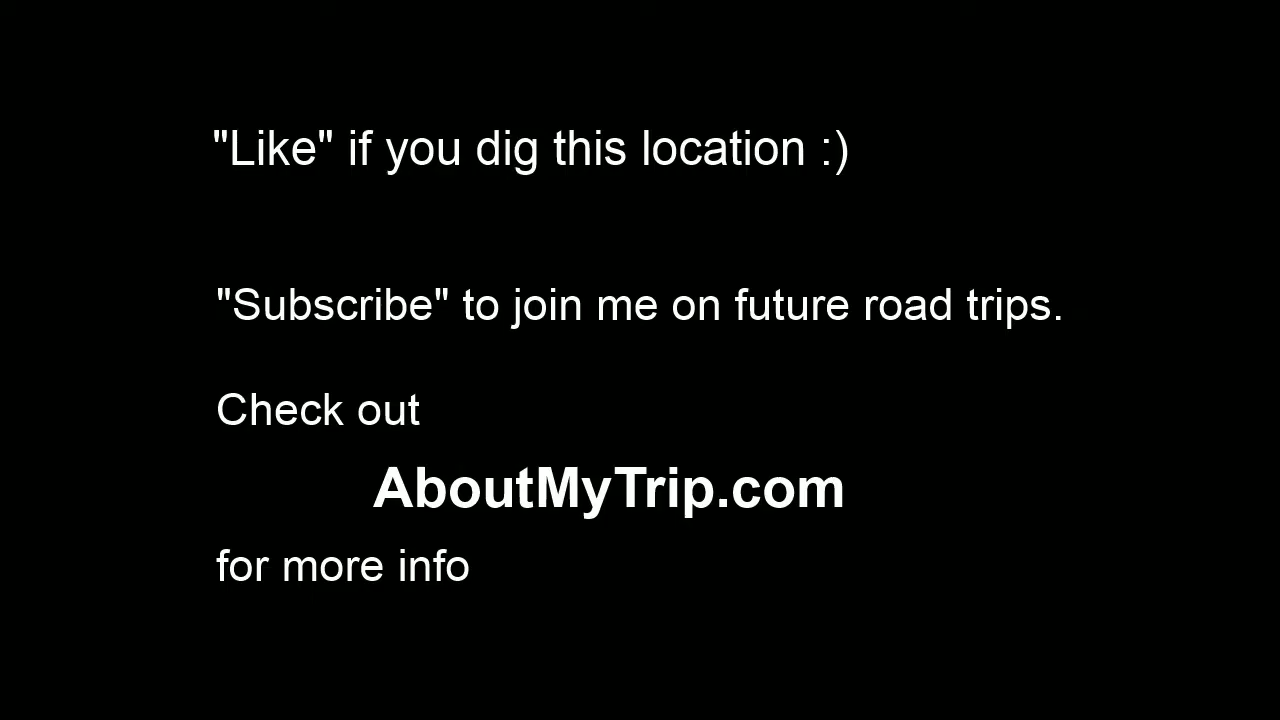 "Like" if you dig this location :)
"Subscribe" to join me on future road trips.
Check out
AboutMyTrip.com
for more info